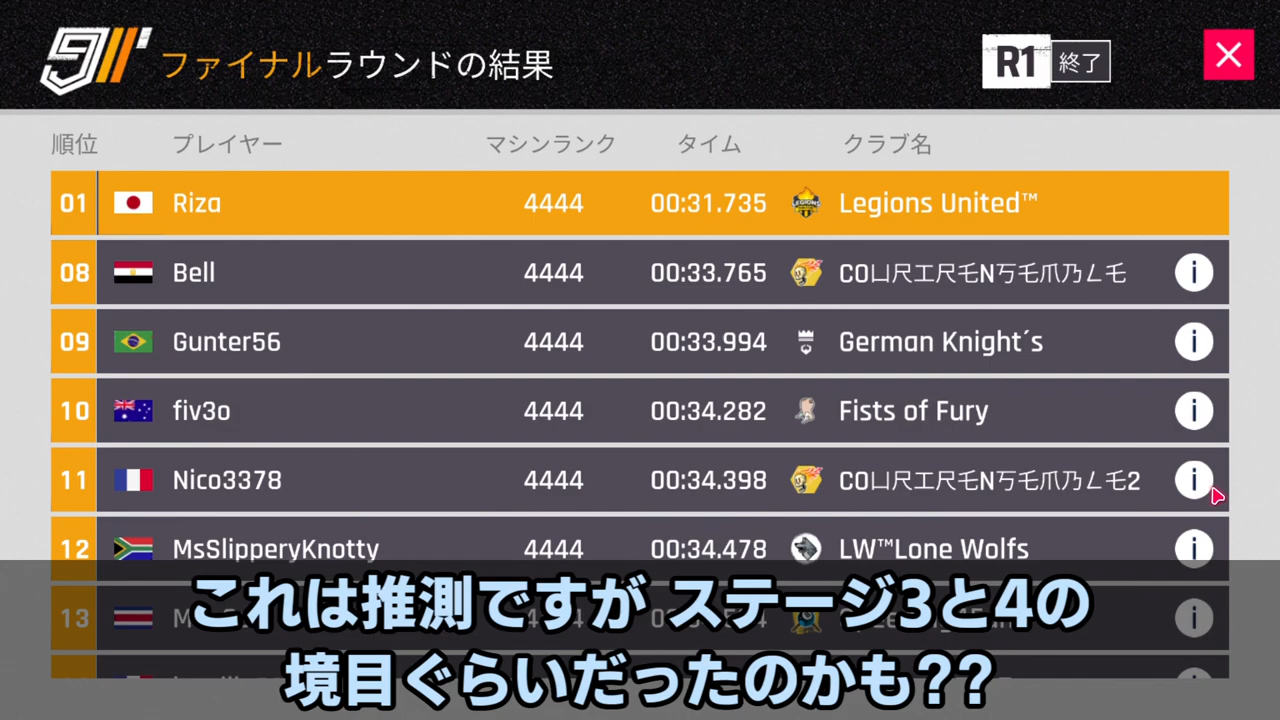 9
ファイナルラウンドの結果
R1 終了
順位 プレイヤー マシンランク タイム クラブ名
01 Riza 4444 00:31.735 Legions United™
08 Bell 4444 00:33.765 COㄩ尺工尺乇N丂乇爪乃ㄥ乇
09 Gunter56 4444 00:33.994 German Knight´s
10 fiv3o 4444 00:34.282 Fists of Fury
11 Nico3378 4444 00:34.398 COㄩ尺工尺乇N丂乇爪乃ㄥ乇2
12 MsSlipperyKnotty 4444 00:34.478 LW™Lone Wolfs
13
これは推測ですが ステージ3と4の
境目ぐらいだったのかも??